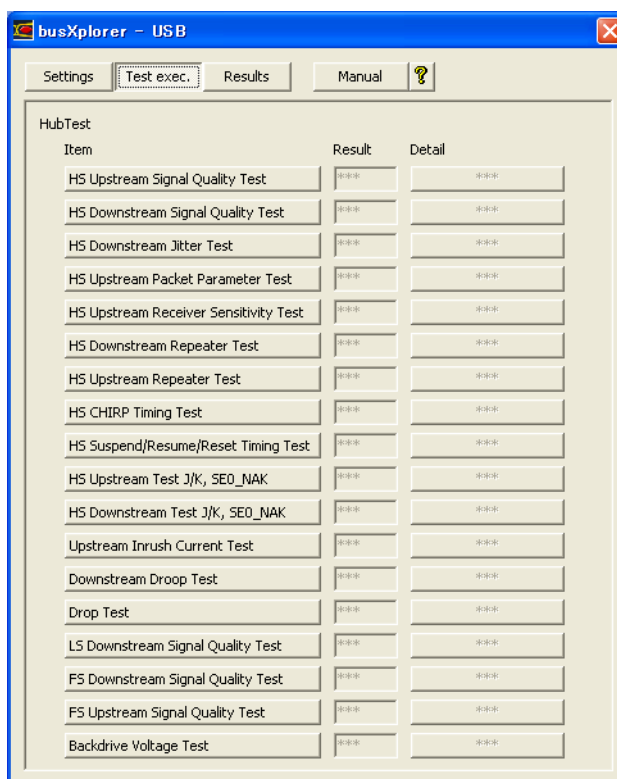 busXplorer - USB
Settings Test exec. Results Manual ?
HubTest
Item Result Detail
HS Upstream Signal Quality Test *** ***
HS Downstream Signal Quality Test *** ***
HS Downstream Jitter Test *** ***
HS Upstream Packet Parameter Test *** ***
HS Upstream Receiver Sensitivity Test *** ***
HS Downstream Repeater Test *** ***
HS Upstream Repeater Test *** ***
HS CHIRP Timing Test *** ***
HS Suspend/Resume/Reset Timing Test *** ***
HS Upstream Test J/K, SE0_NAK *** ***
HS Downstream Test J/K, SE0_NAK *** ***
Upstream Inrush Current Test *** ***
Downstream Droop Test *** ***
Drop Test *** ***
LS Downstream Signal Quality Test *** ***
FS Downstream Signal Quality Test *** ***
FS Upstream Signal Quality Test *** ***
Backdrive Voltage Test *** ***